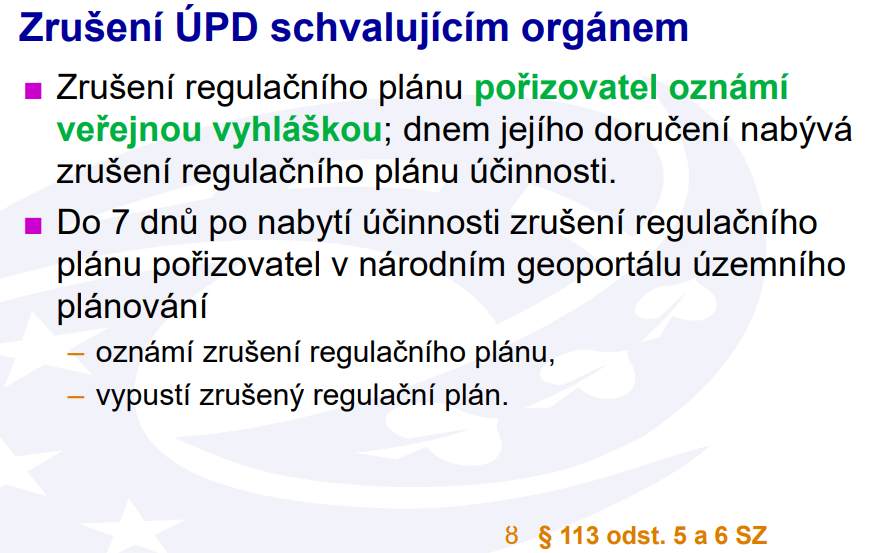 Zrušení ÚPD schvalujícím orgánem
Zrušení regulačního plánu pořizovatel oznámí
veřejnou vyhláškou; dnem jejího doručení nabývá
zrušení regulačního plánu účinnosti.
Do 7 dnů po nabytí účinnosti zrušení regulačního
plánu pořizovatel v národním geoportálu územního
plánování
– oznámí zrušení regulačního plánu,
– vypustí zrušený regulační plán.
8 § 113 odst. 5 a 6 SZ